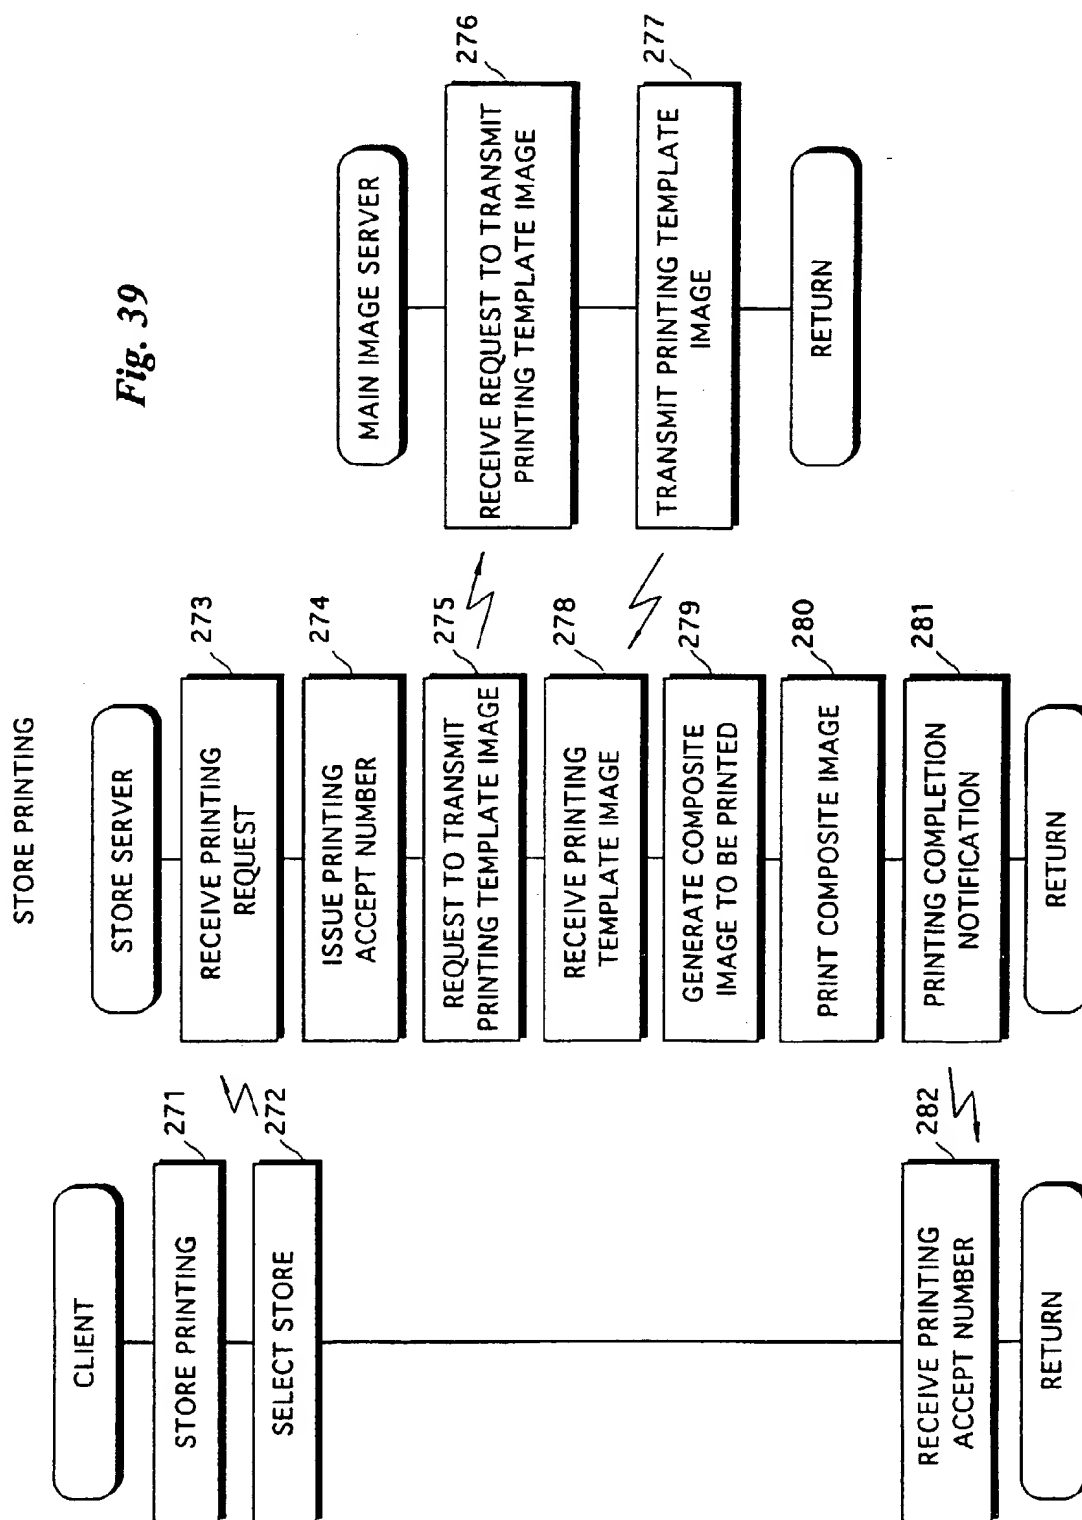 Fig. 39
STORE PRINTING
CLIENT
STORE PRINTING
271
SELECT STORE
272
RECEIVE PRINTING
ACCEPT NUMBER
282
RETURN
STORE SERVER
RECEIVE PRINTING
REQUEST
273
ISSUE PRINTING
ACCEPT NUMBER
274
REQUEST TO TRANSMIT
PRINTING TEMPLATE IMAGE
275
RECEIVE PRINTING
TEMPLATE IMAGE
278
GENERATE COMPOSITE
IMAGE TO BE PRINTED
279
PRINT COMPOSITE IMAGE
280
PRINTING COMPLETION
NOTIFICATION
281
RETURN
MAIN IMAGE SERVER
RECEIVE REQUEST TO TRANSMIT
PRINTING TEMPLATE IMAGE
276
TRANSMIT PRINTING TEMPLATE
IMAGE
277
RETURN